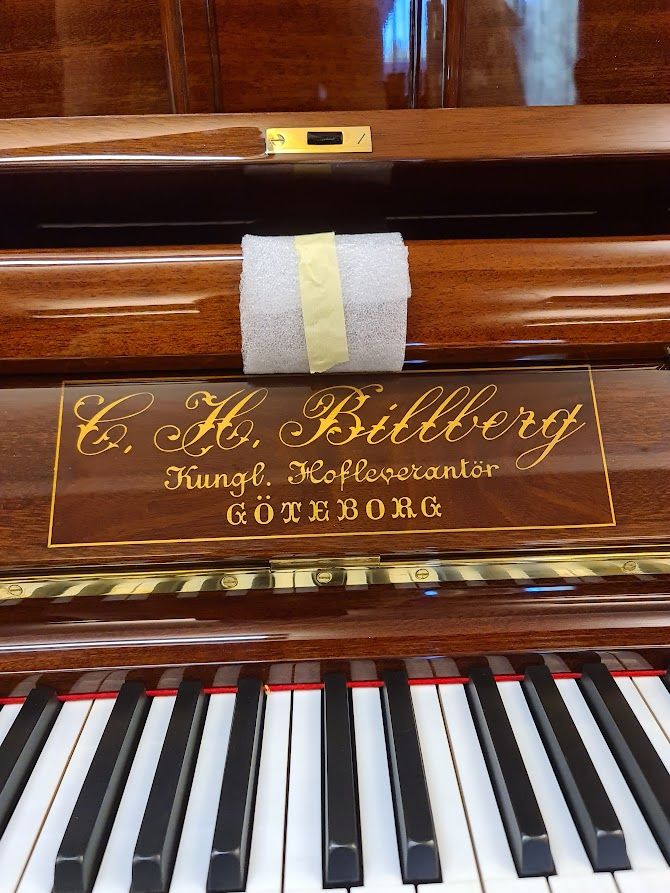 C. H. Billberg
Kungl. Hofleverantör
GÖTEBORG